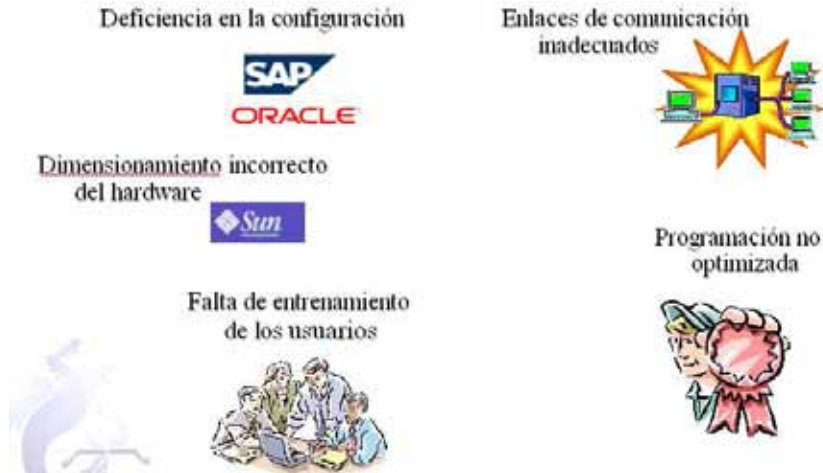 Deficiencia en la configuración
SAP
ORACLE
Enlaces de comunicación
inadecuados
Dimensionamiento incorrecto
del hardware
Sun
Programación no
optimizada
Falta de entrenamiento
de los usuarios